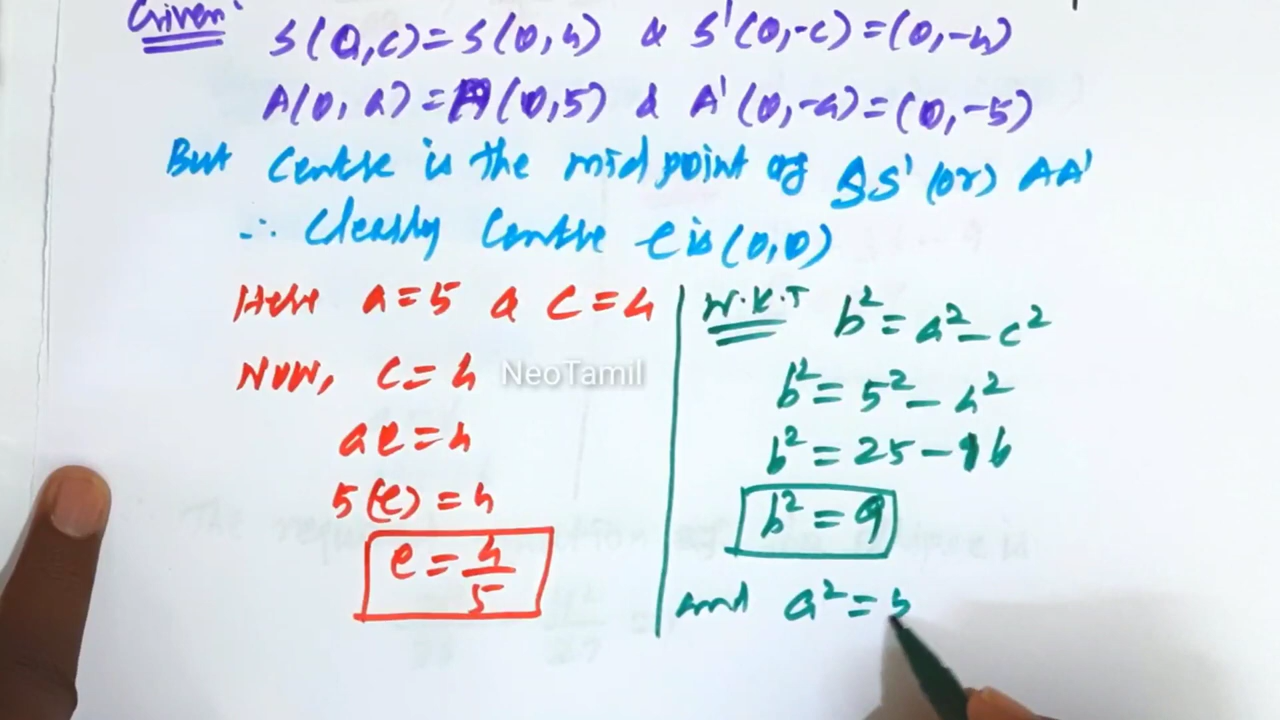 Given:
S(0,c)=S(0,4) & S'(0,-c)=(0,-4)
A(0,a)=A(0,5) & A'(0,-a)=(0,-5)
But Centre is the mid point of SS' (or) AA'
∴ Clearly Centre C is (0,0)
Here a=5 & c=4
Now, c=4
ae=4
5(e)=4
e=4/5
NeoTamil
W.K.T b²=a²-c²
b²=5²-4²
b²=25-16
b²=9
and a²=5